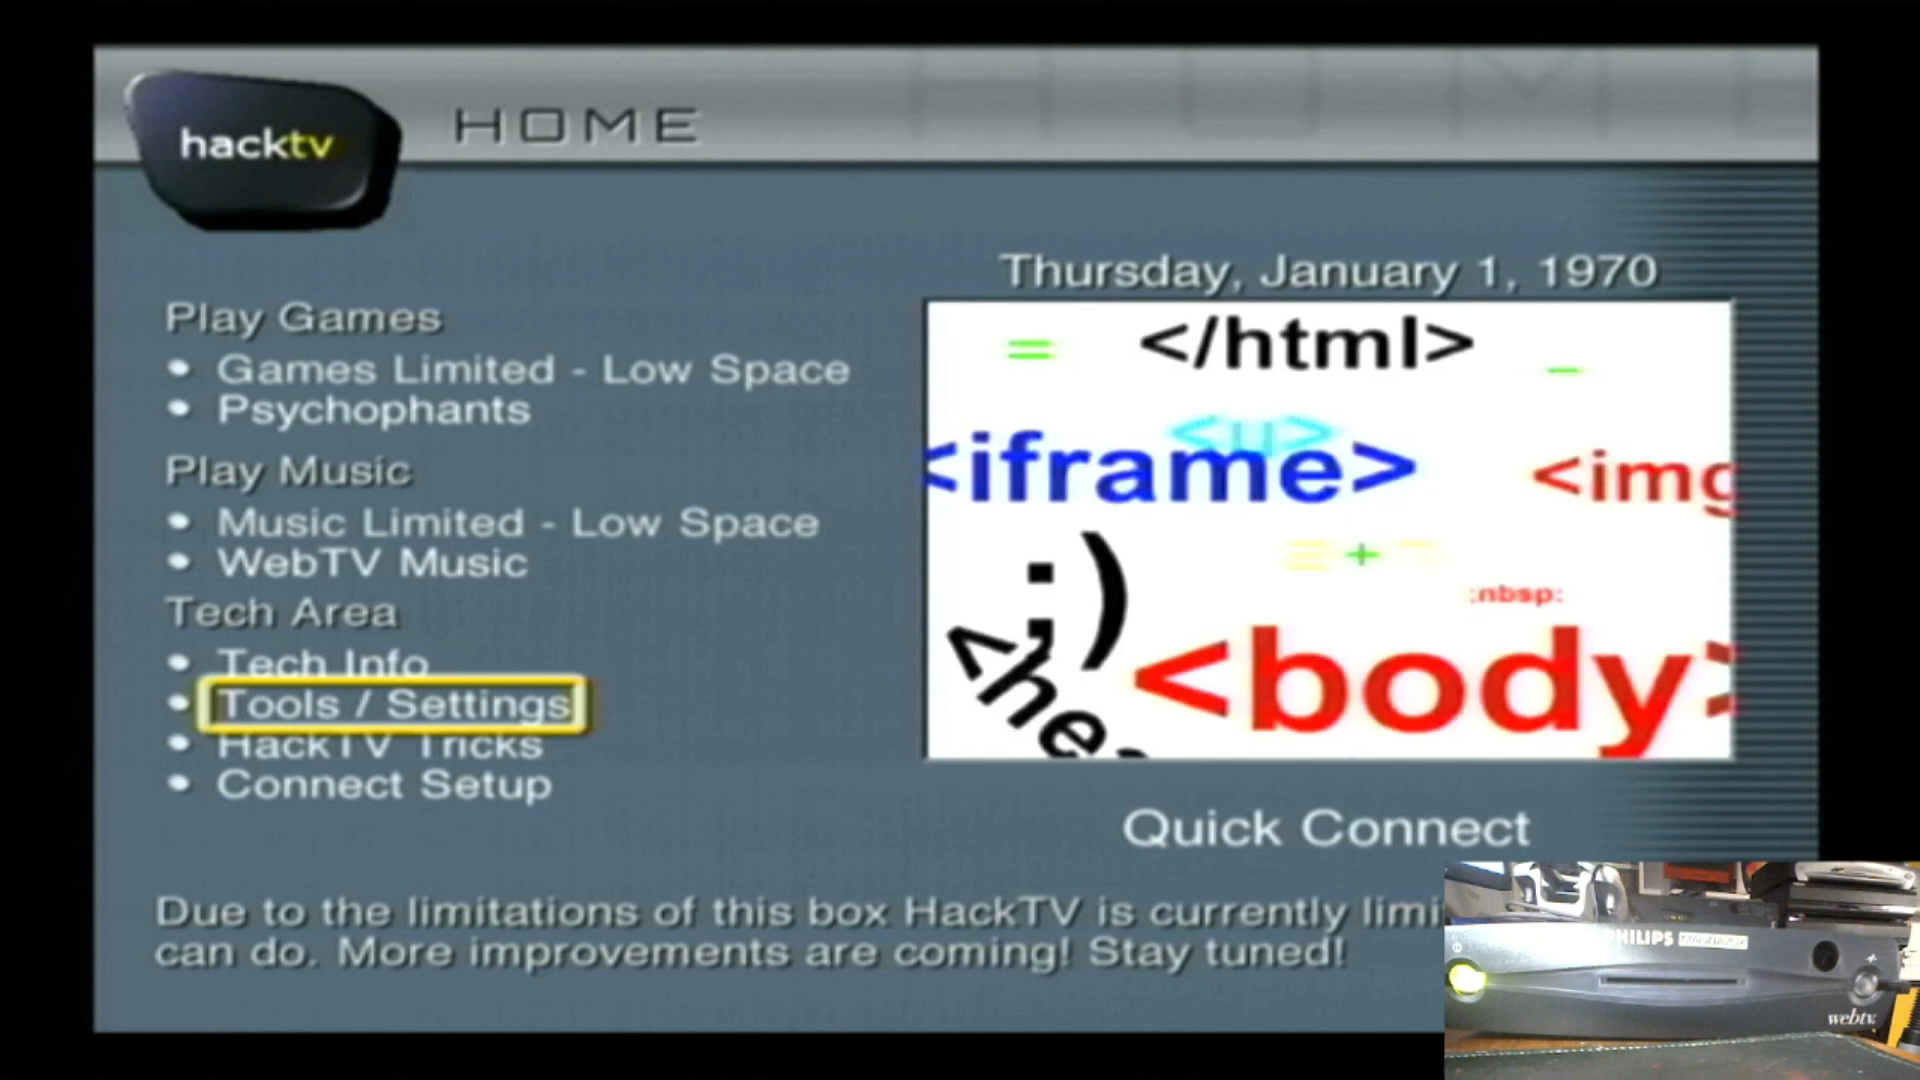 hacktv
HOME
Thursday, January 1, 1970
Play Games
• Games Limited - Low Space
• Psychophants
Play Music
• Music Limited - Low Space
• WebTV Music
Tech Area
• Tech Info
• Tools / Settings
• HackTV Tricks
• Connect Setup
</html>
=
_
<u>
<iframe>
<img
+
;)
:nbsp:
<body>
<he
Quick Connect
Due to the limitations of this box HackTV is currently limi
can do. More improvements are coming! Stay tuned!
PHILIPS MAGNAVOX
webtv